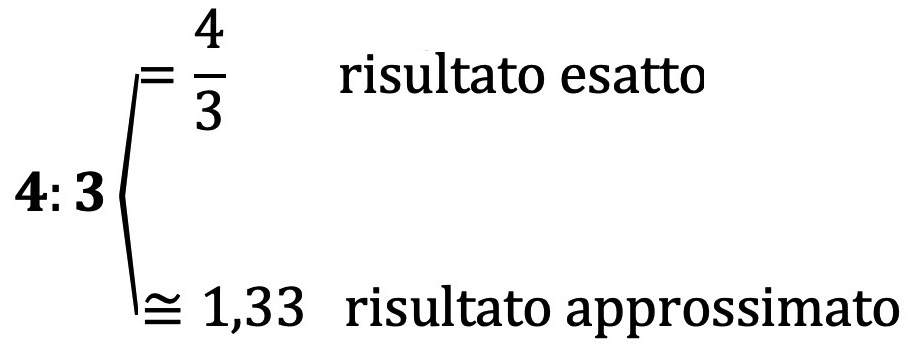 = 4/3 risultato esatto
4: 3
≅ 1,33 risultato approssimato